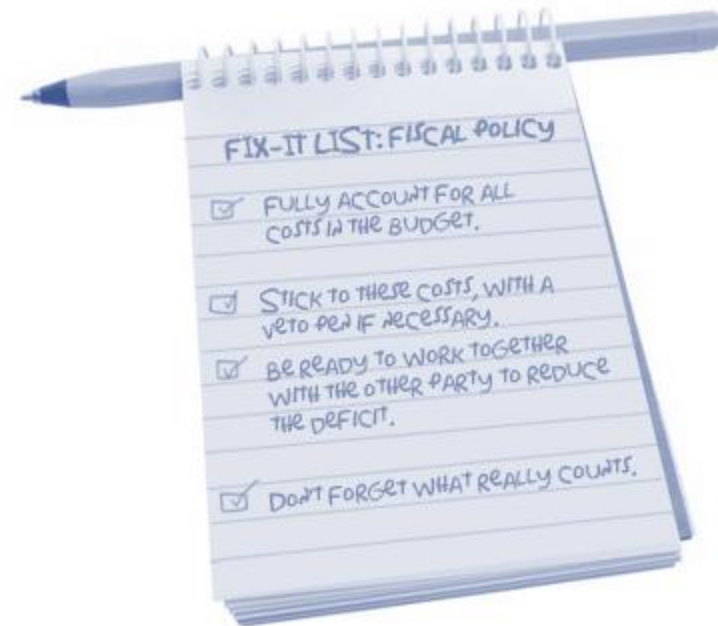 FIX-IT LIST: FISCAL POLICY
FULLY ACCOUNT FOR ALL
COSTS IN THE BUDGET.
STICK TO THESE COSTS, WITH A
VETO PEN IF NECESSARY.
BE READY TO WORK TOGETHER
WITH THE OTHER PARTY TO REDUCE
THE DEFICIT.
DON'T FORGET WHAT REALLY COUNTS.